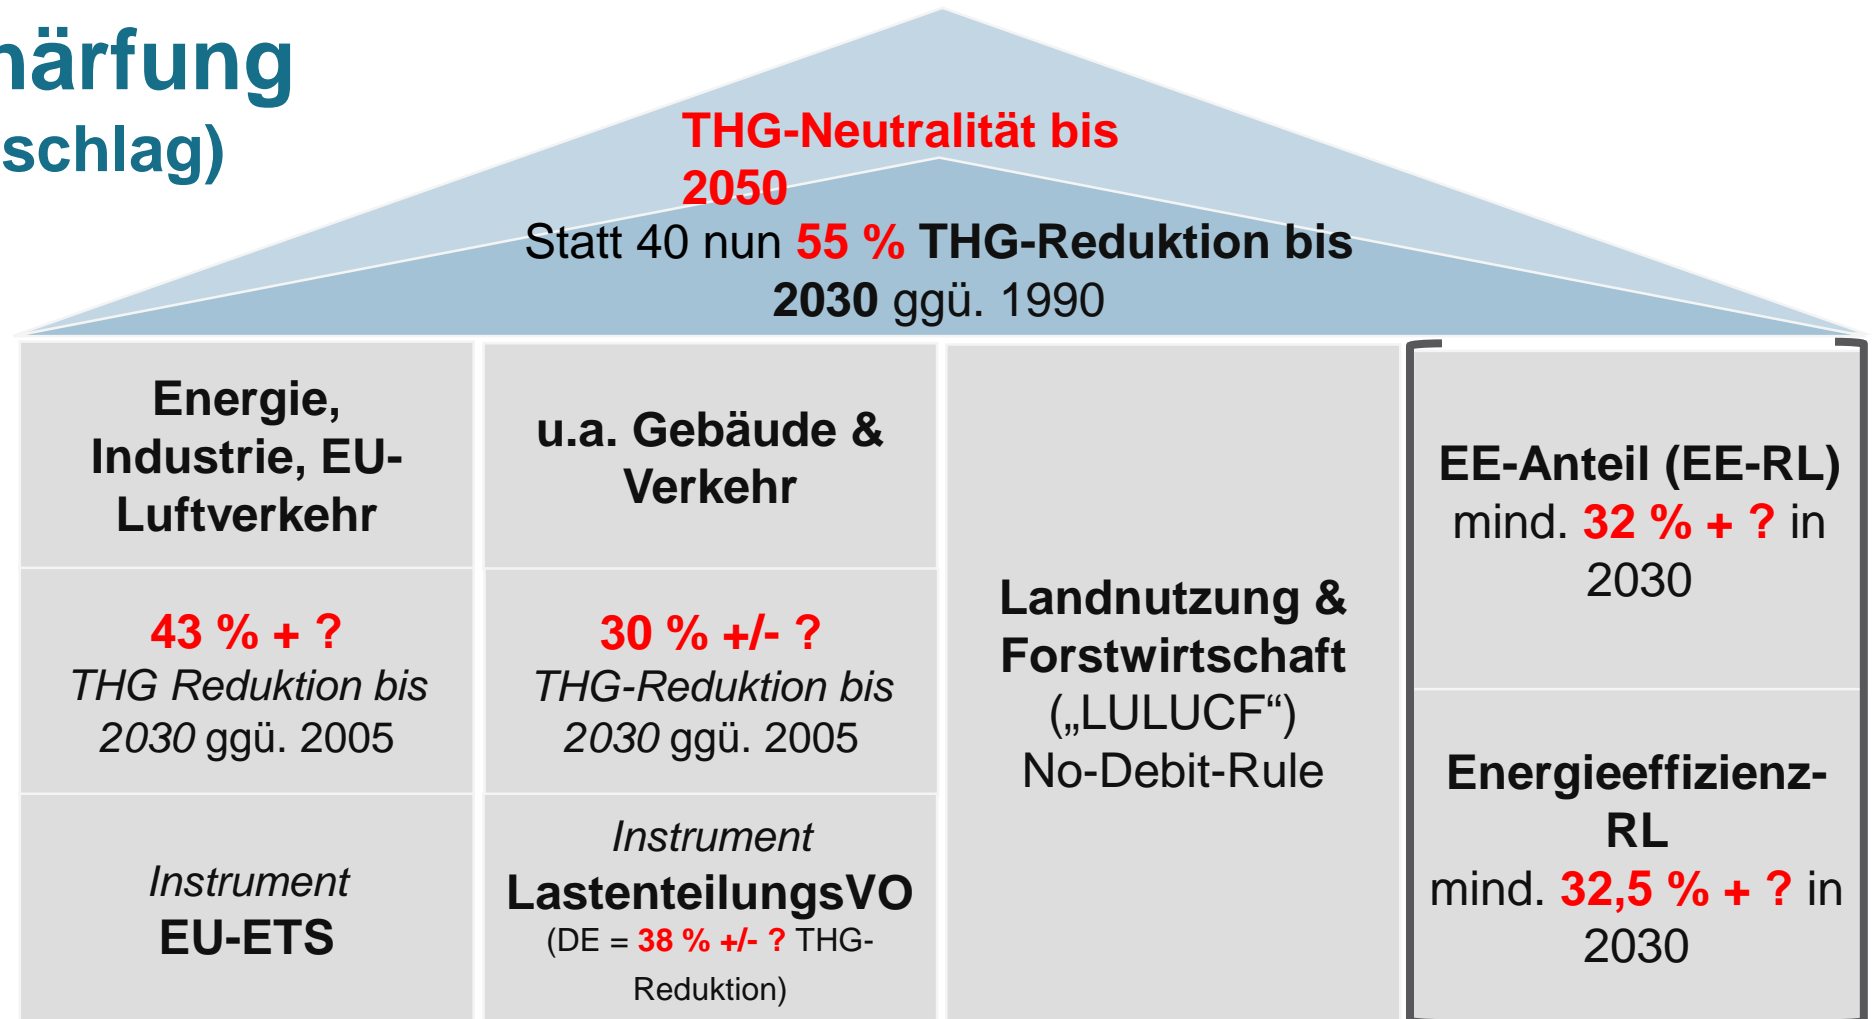 närfung
schlag)
THG-Neutralität bis
2050
Statt 40 nun 55 % THG-Reduktion bis
2030 ggü. 1990
Energie,
Industrie, EU-
Luftverkehr
43 % + ?
THG Reduktion bis
2030 ggü. 2005
Instrument
EU-ETS
u.a. Gebäude &
Verkehr
30 % +/- ?
THG-Reduktion bis
2030 ggü. 2005
Instrument
LastenteilungsVO
(DE = 38 % +/- ? THG-
Reduktion)
Landnutzung &
Forstwirtschaft
(„LULUCF“)
No-Debit-Rule
EE-Anteil (EE-RL)
mind. 32 % + ? in
2030
Energieeffizienz-
RL
mind. 32,5 % + ? in
2030